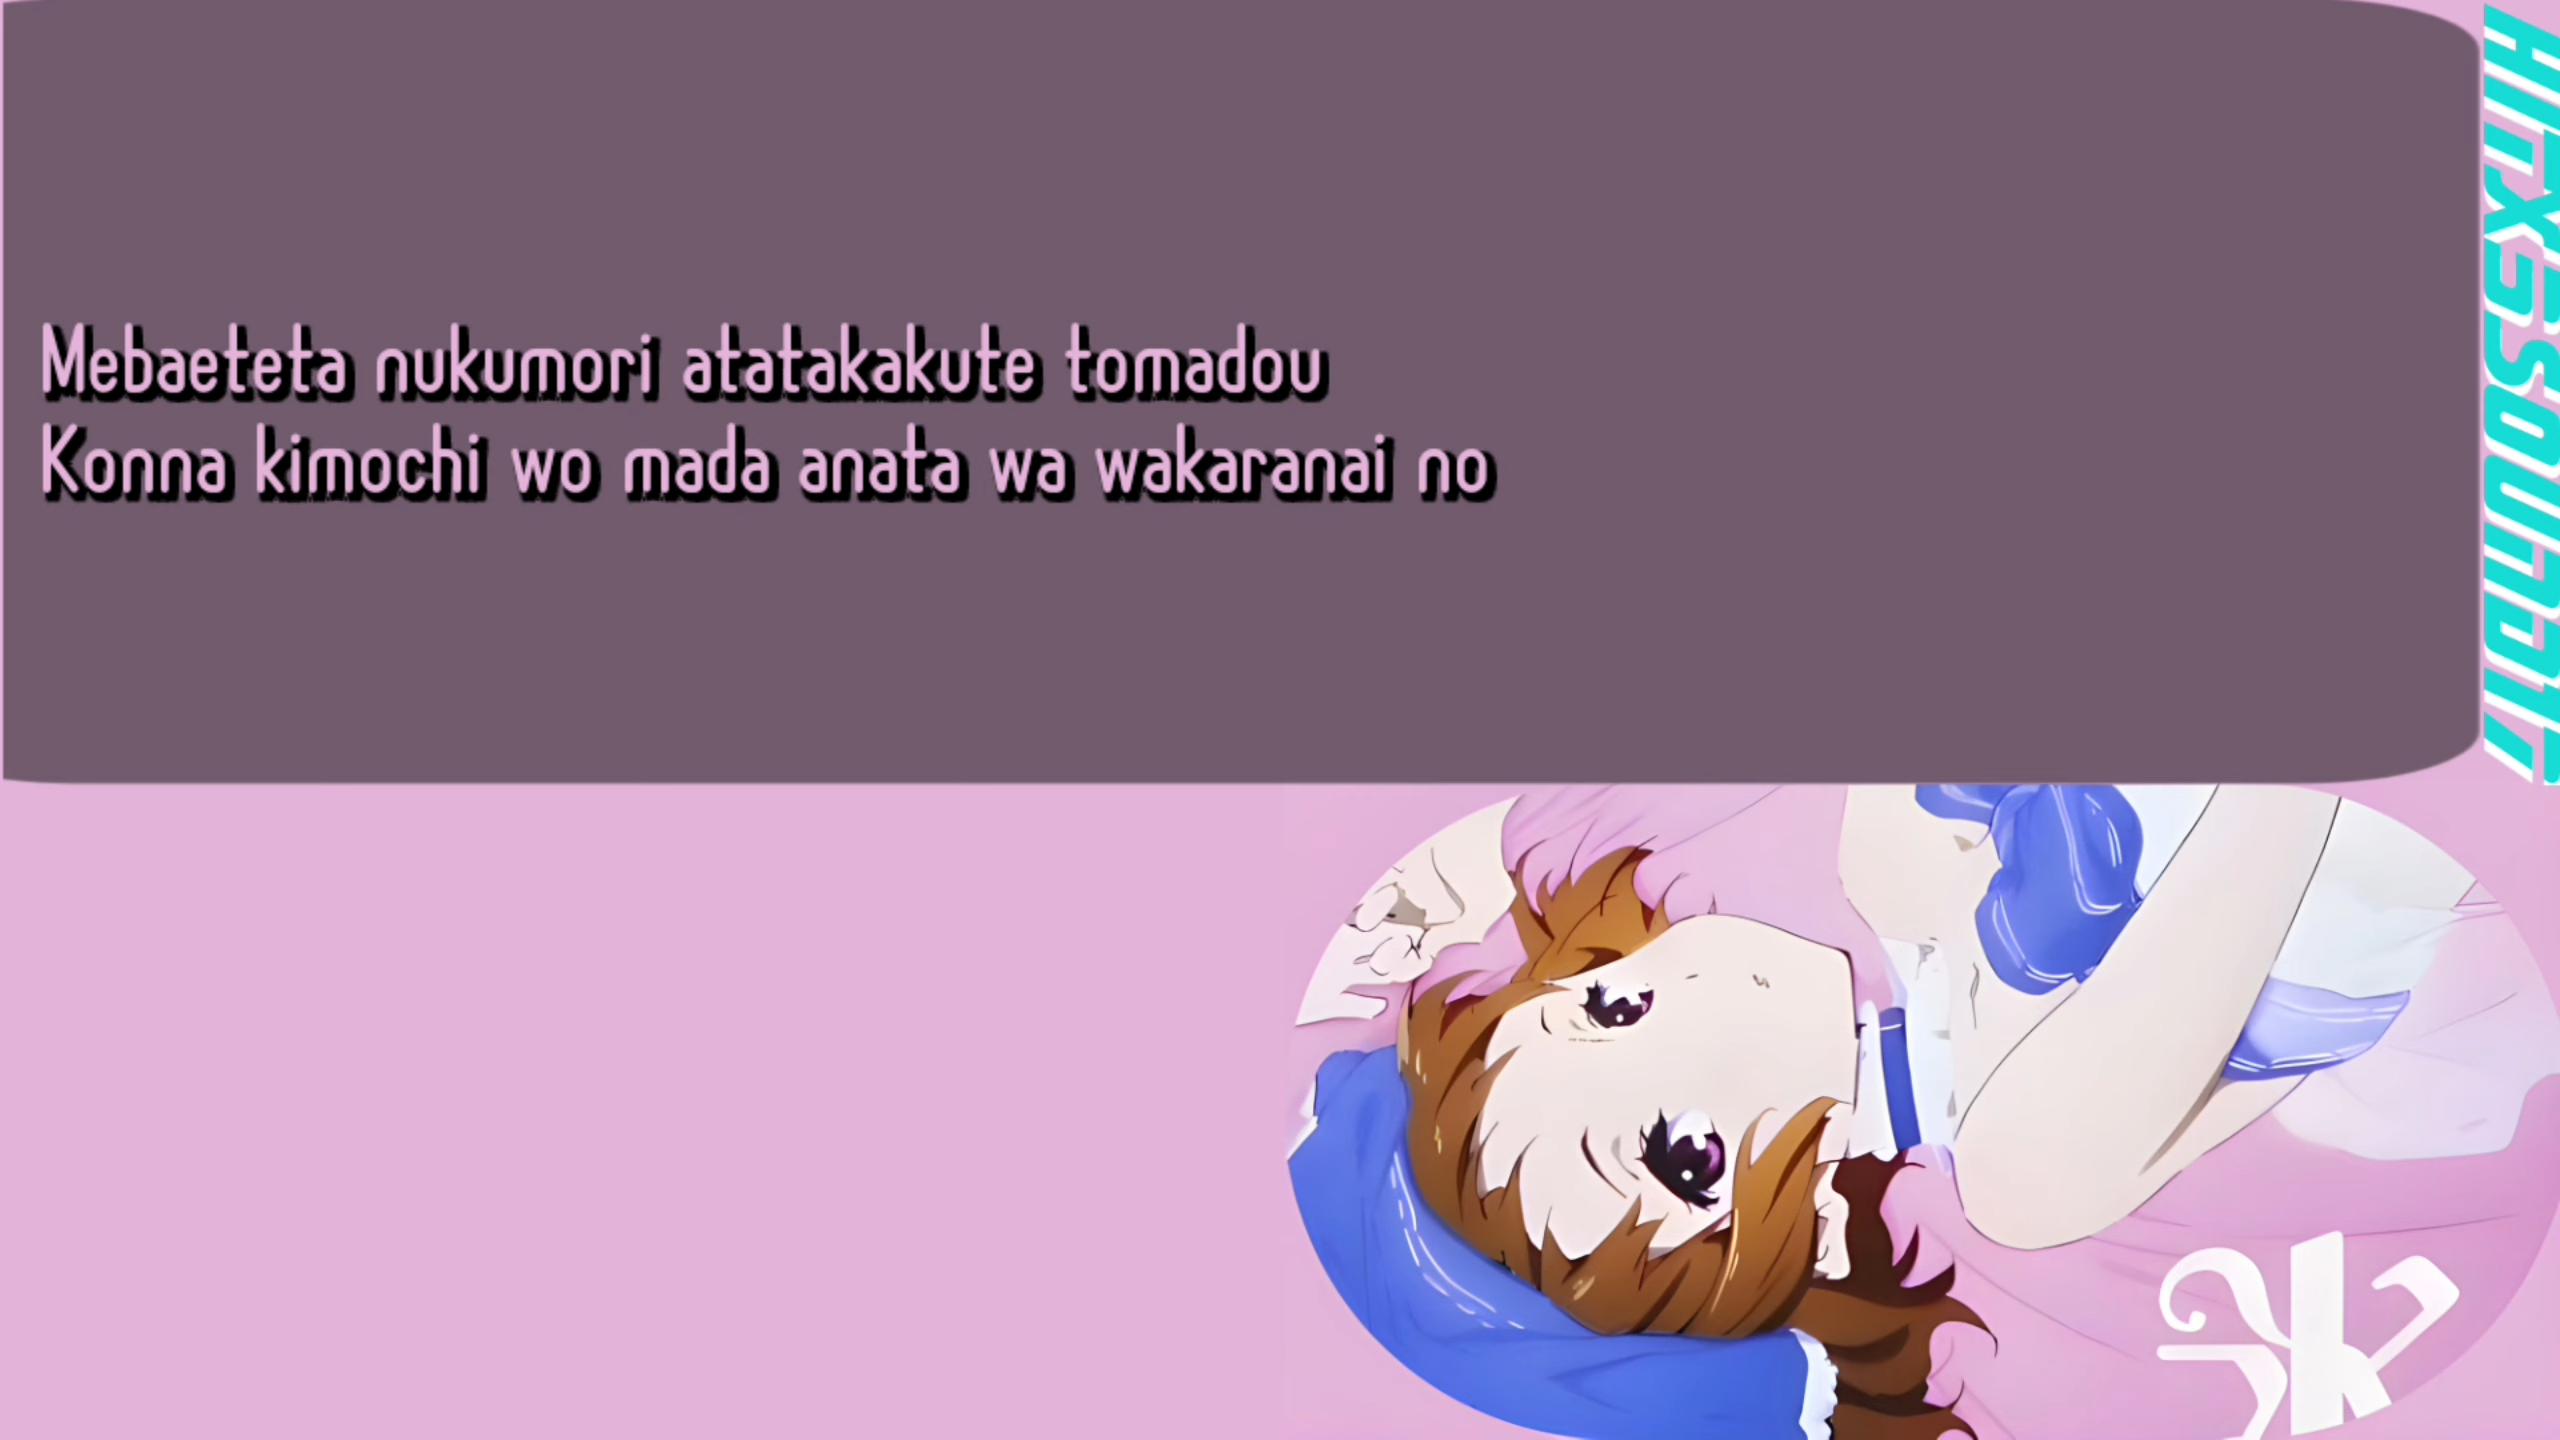 Mebaeteta nukumori atatakakute tomadou
Konna kimochi wo mada anata wa wakaranai no